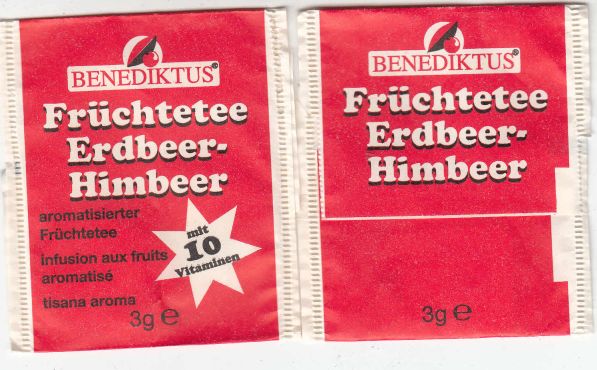 BENEDIKTUS®
Früchtetee
Erdbeer-
Himbeer
aromatisierter
Früchtetee
infusion aux fruits
aromatisé
tisana aroma
mit
10
Vitaminen
3g ℮
BENEDIKTUS®
Früchtetee
Erdbeer-
Himbeer
3g ℮